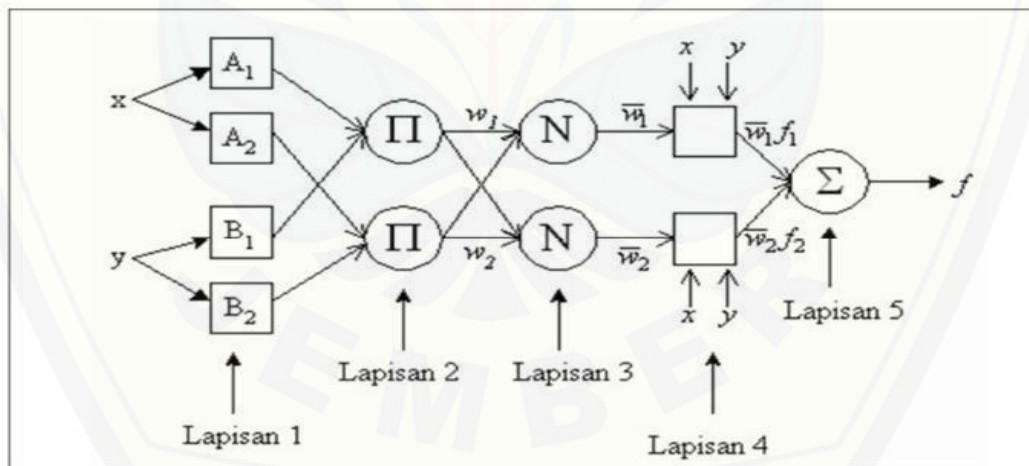 x y
A₁
w₁ w̅₁ w̅₁f₁
x Π N
A₂
Σ f
B₁
Π N
y w₂ w̅₂ w̅₂f₂
B₂
x y
Lapisan 5
Lapisan 2 Lapisan 3
Lapisan 1 Lapisan 4
EMBER